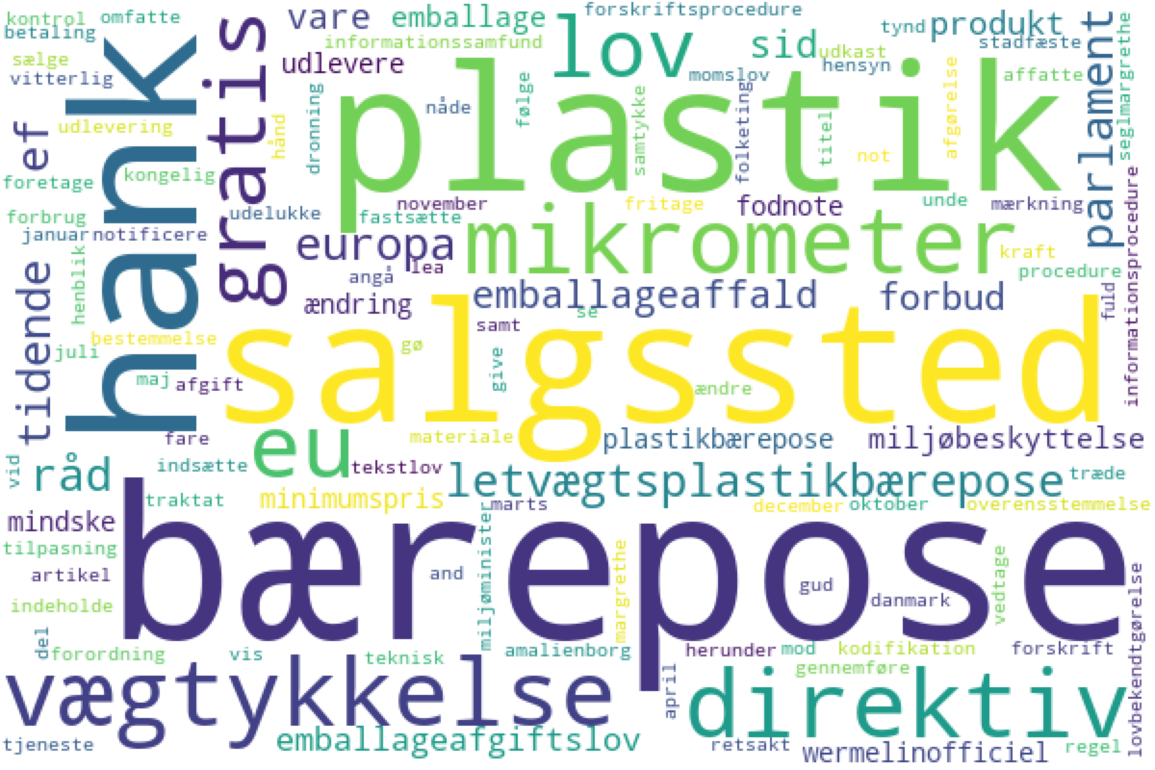 kontrol
omfatte
betaling
sælge
vitterlig
hank
gratis
vare
emballage
forskriftsprocedure
informationssamfund
udlevere
lov
sid
udkast
tynd
produkt
stadfæste
momslov
hensyn
affatte
parlament
seglmargrethe
plastik
nåde
følge
samtykke
folketing
titel
not
afgørelse
dronning
hånd
udlevering
ef
foretage
kongelig
forbrug
udelukke
november
fastsætte
fritage
fodnote
unde
mærkning
januar
notificere
europa
mikrometer
kraft
procedure
informationsprocedure
tidende
henblik
angå
lea
ændring
emballageaffald
forbud
fuld
samt
se
bestemmelse
juli
salgssted
gø
give
maj
afgift
ændre
fare
eu
materiale
plastikbærepose
miljøbeskyttelse
vid
råd
indsætte
tekstlov
letvægtsplastikbærepose
træde
traktat
minimumspris
marts
december
oktober
overensstemmelse
mindske
bærepose
miljøminister
tilpasning
artikel
and
margrethe
gud
danmark
vedtage
indeholde
lovbekendtgørelse
del
forordning
vis
teknisk
amalienborg
herunder
mod
kodifikation
forskrift
gennemføre
vægtykkelse
april
direktiv
tjeneste
emballageafgiftslov
retsakt
wermelinofficiel
regel